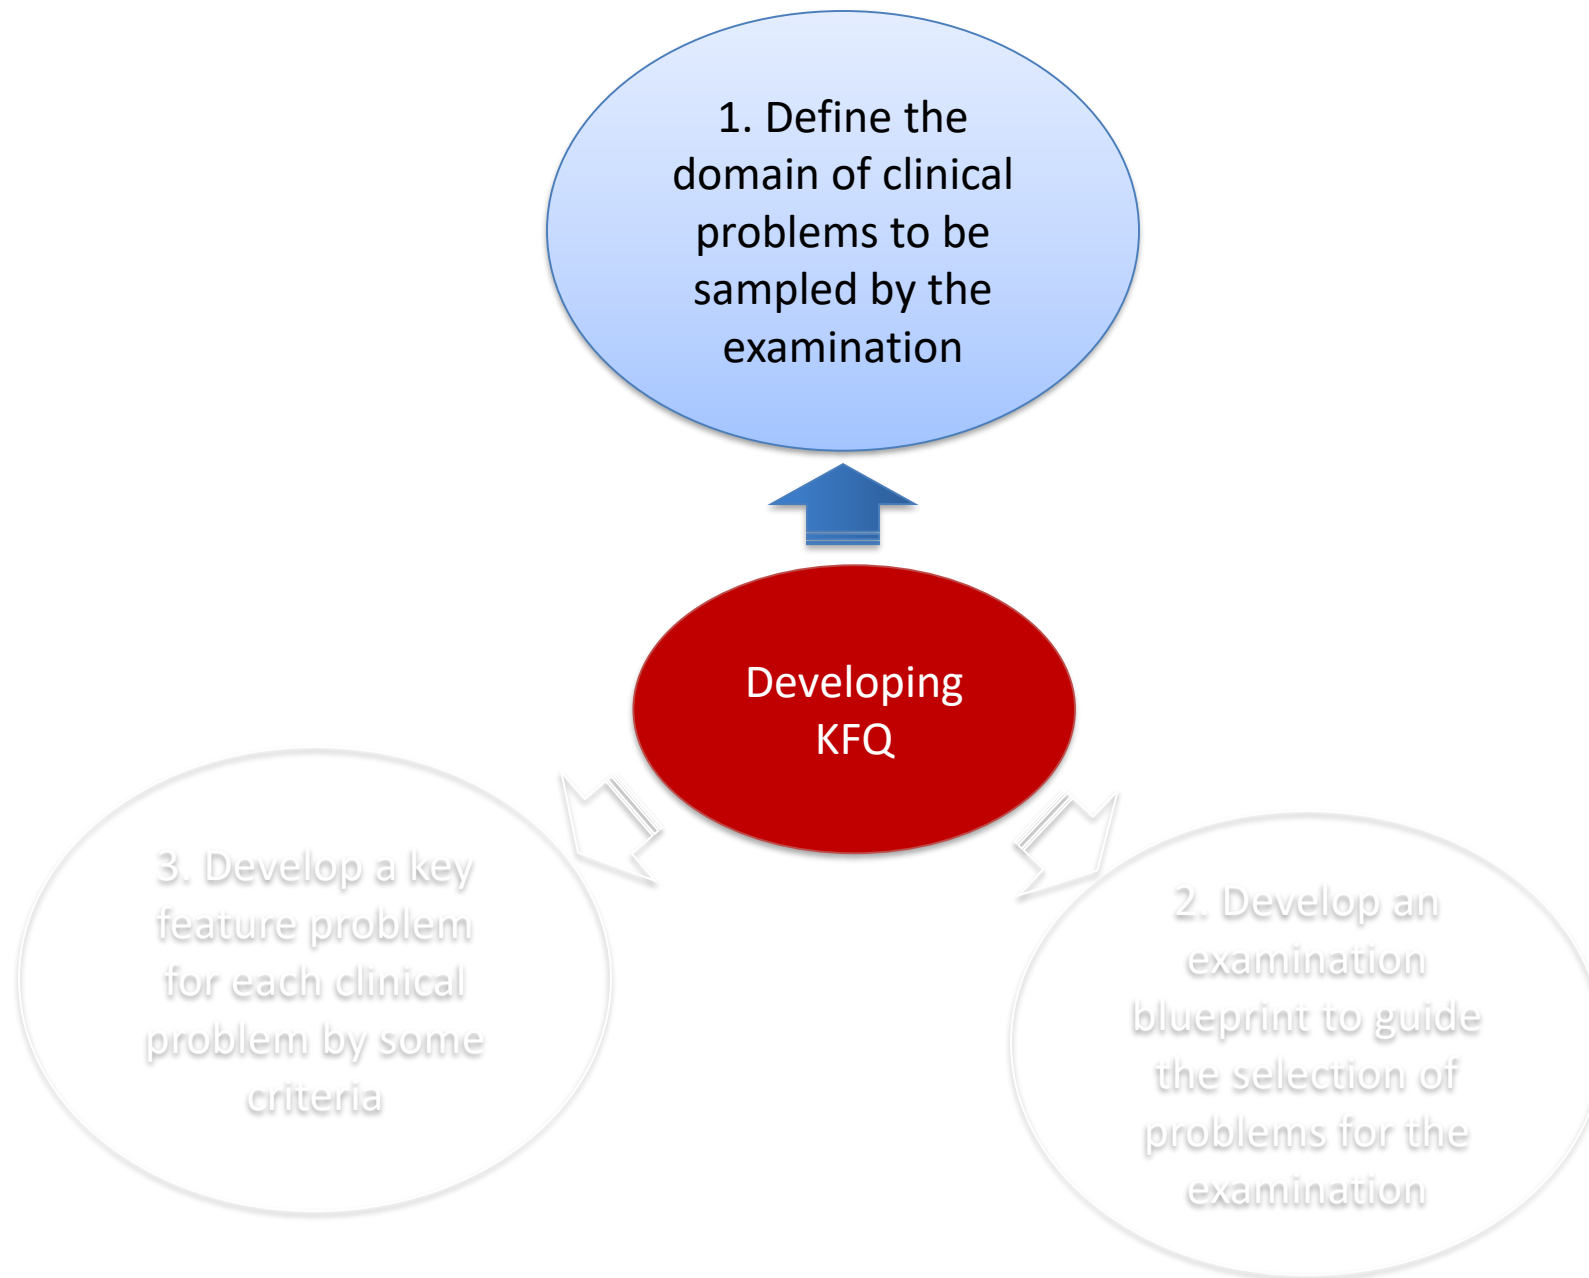 1. Define the
domain of clinical
problems to be
sampled by the
examination
Developing
KFQ
2. Develop an
examination
blueprint to guide
the selection of
problems for the
examination
3. Develop a key
feature problem
for each clinical
problem by some
criteria